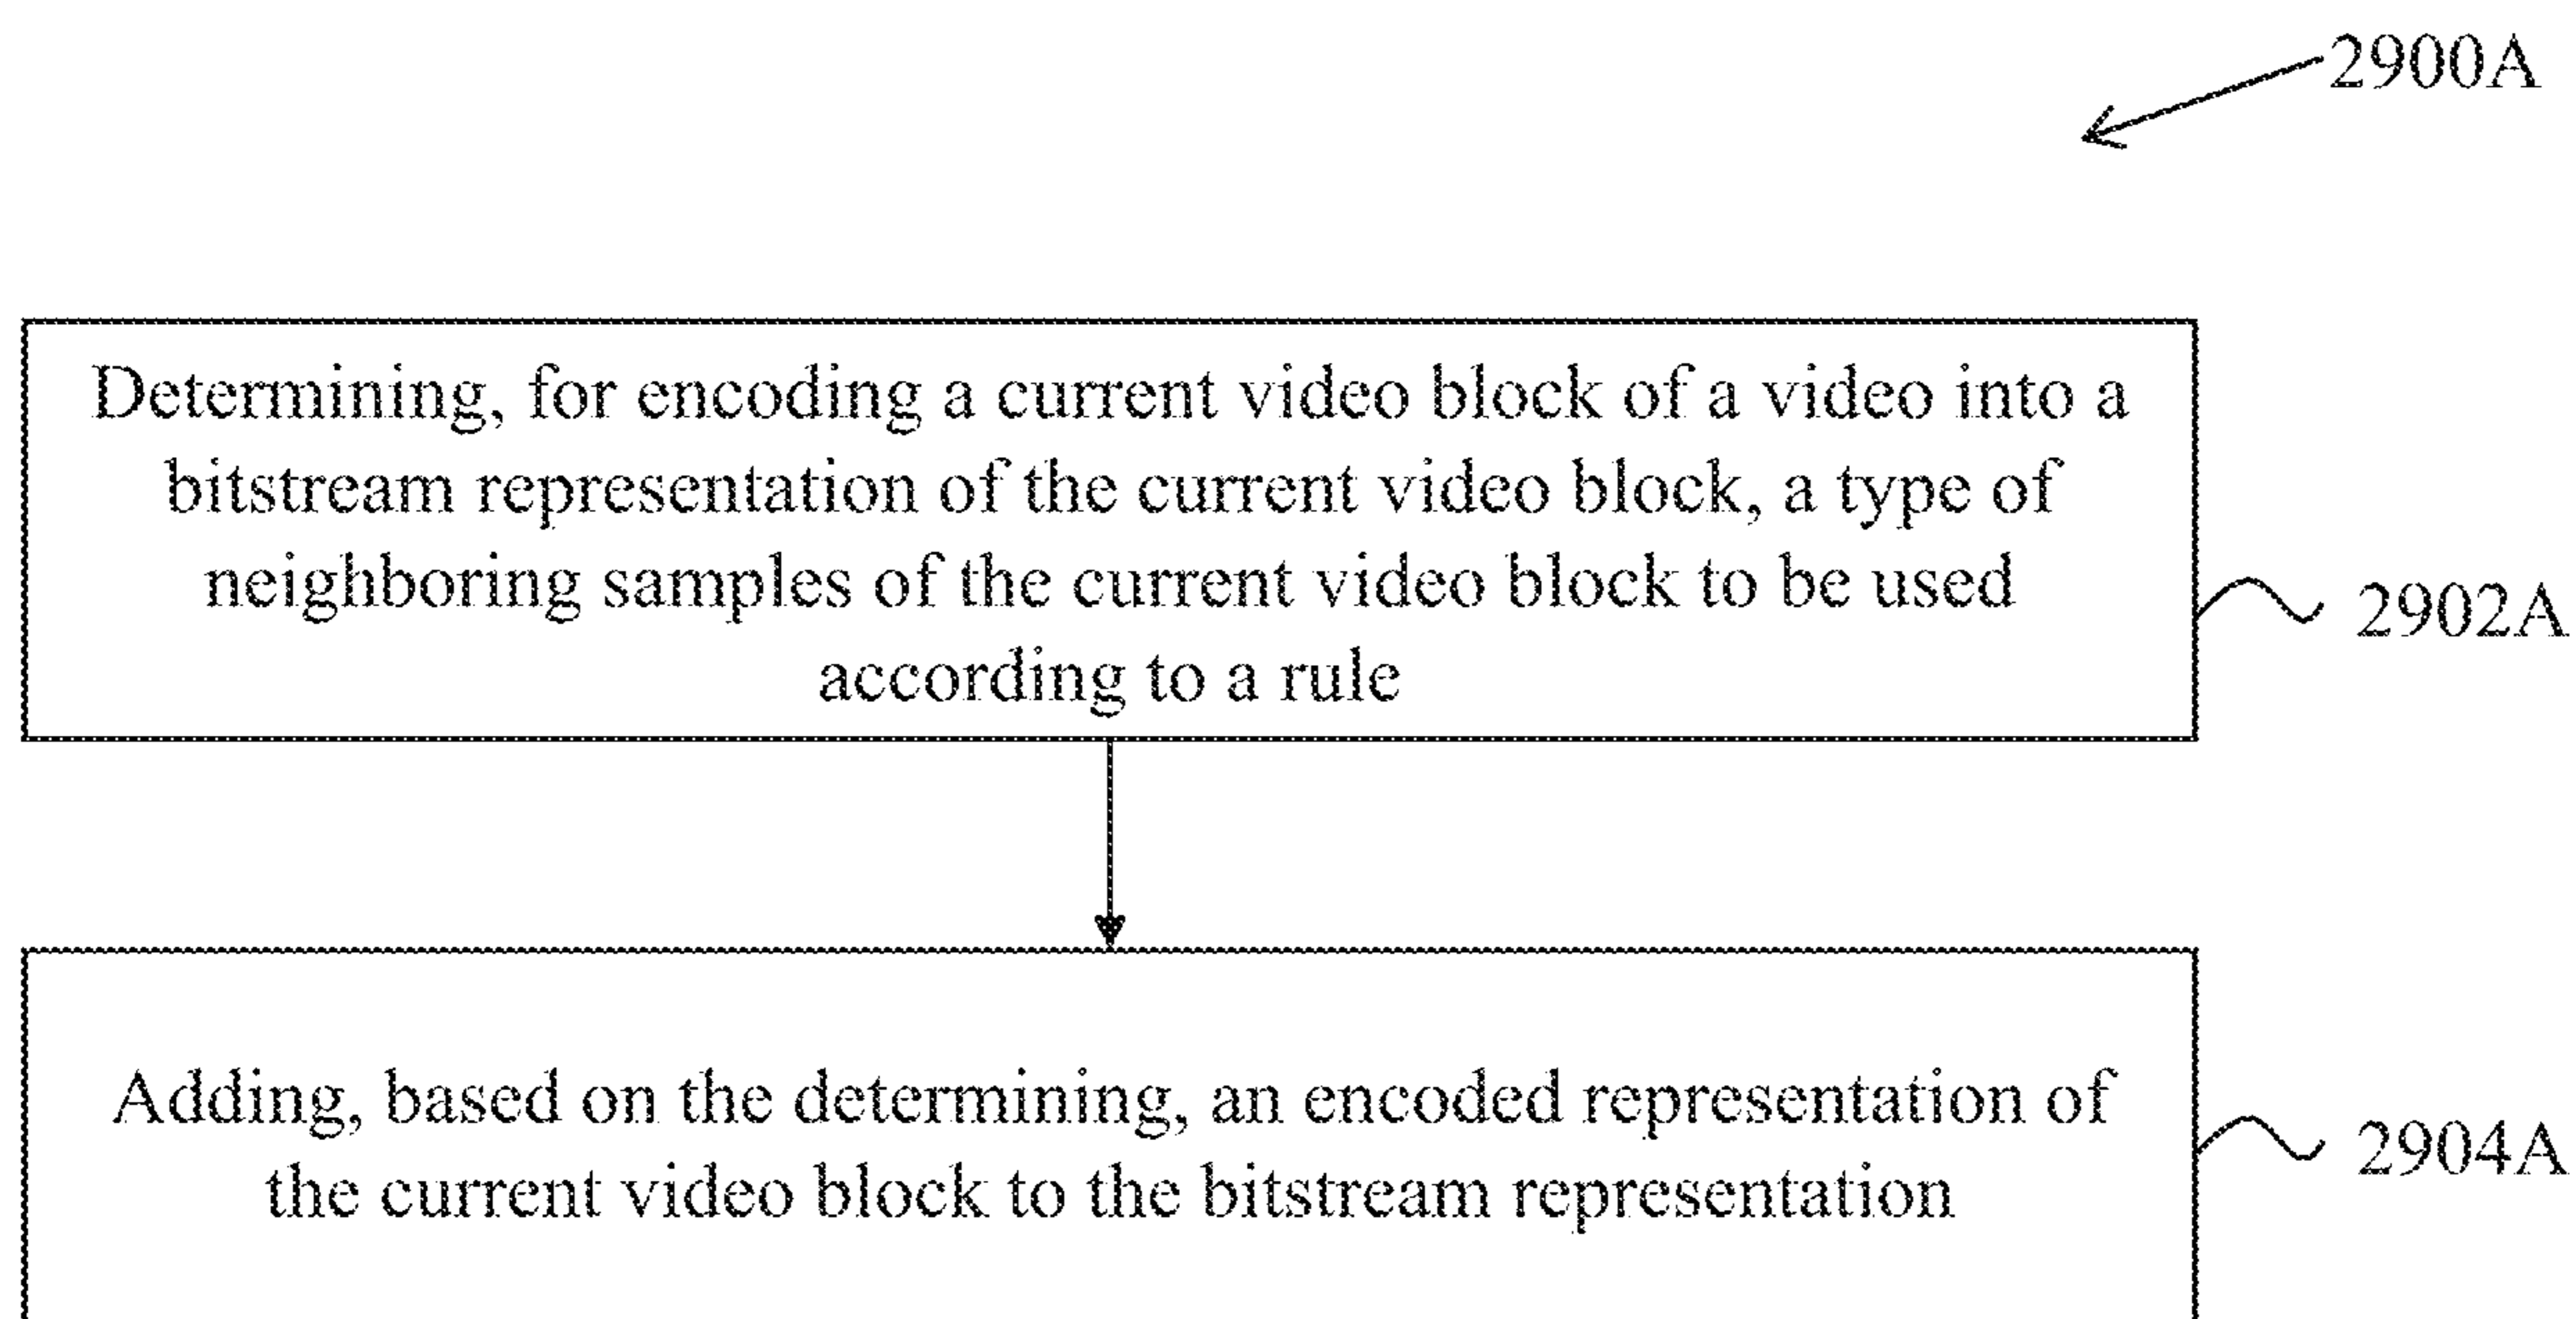 2900A
Determining, for encoding a current video block of a video into a
bitstream representation of the current video block, a type of
neighboring samples of the current video block to be used
according to a rule
2902A
Adding, based on the determining, an encoded representation of
the current video block to the bitstream representation
2904A